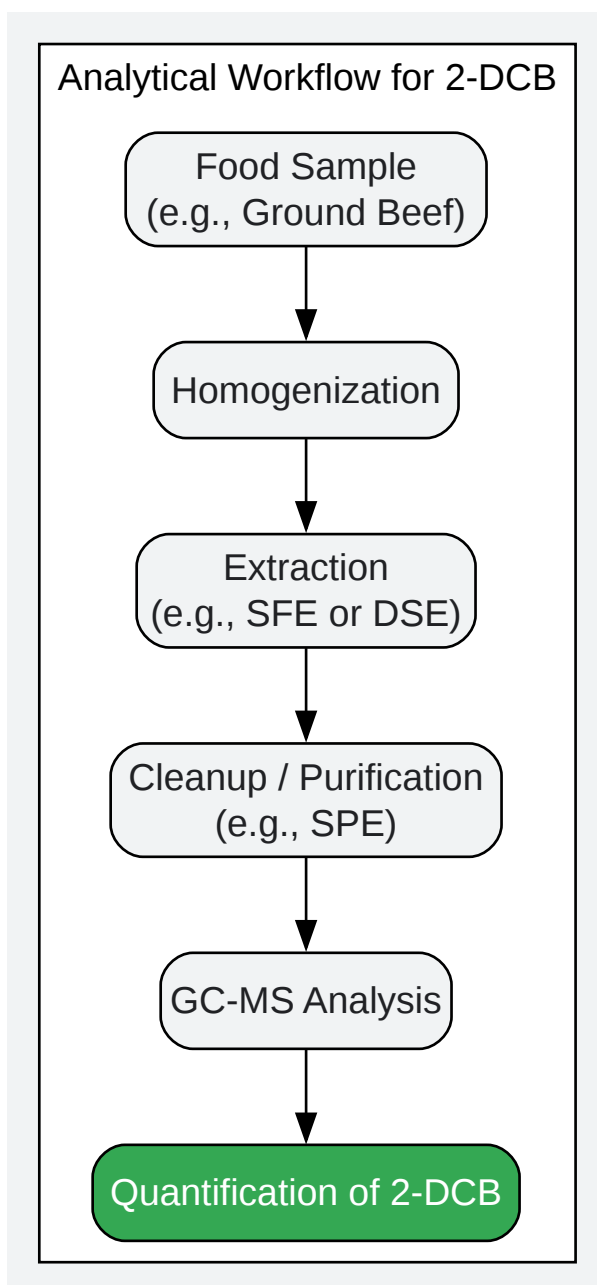 Analytical Workflow for 2-DCB
Food Sample
(e.g., Ground Beef)
Homogenization
Extraction
(e.g., SFE or DSE)
Cleanup / Purification
(e.g., SPE)
GC-MS Analysis
Quantification of 2-DCB